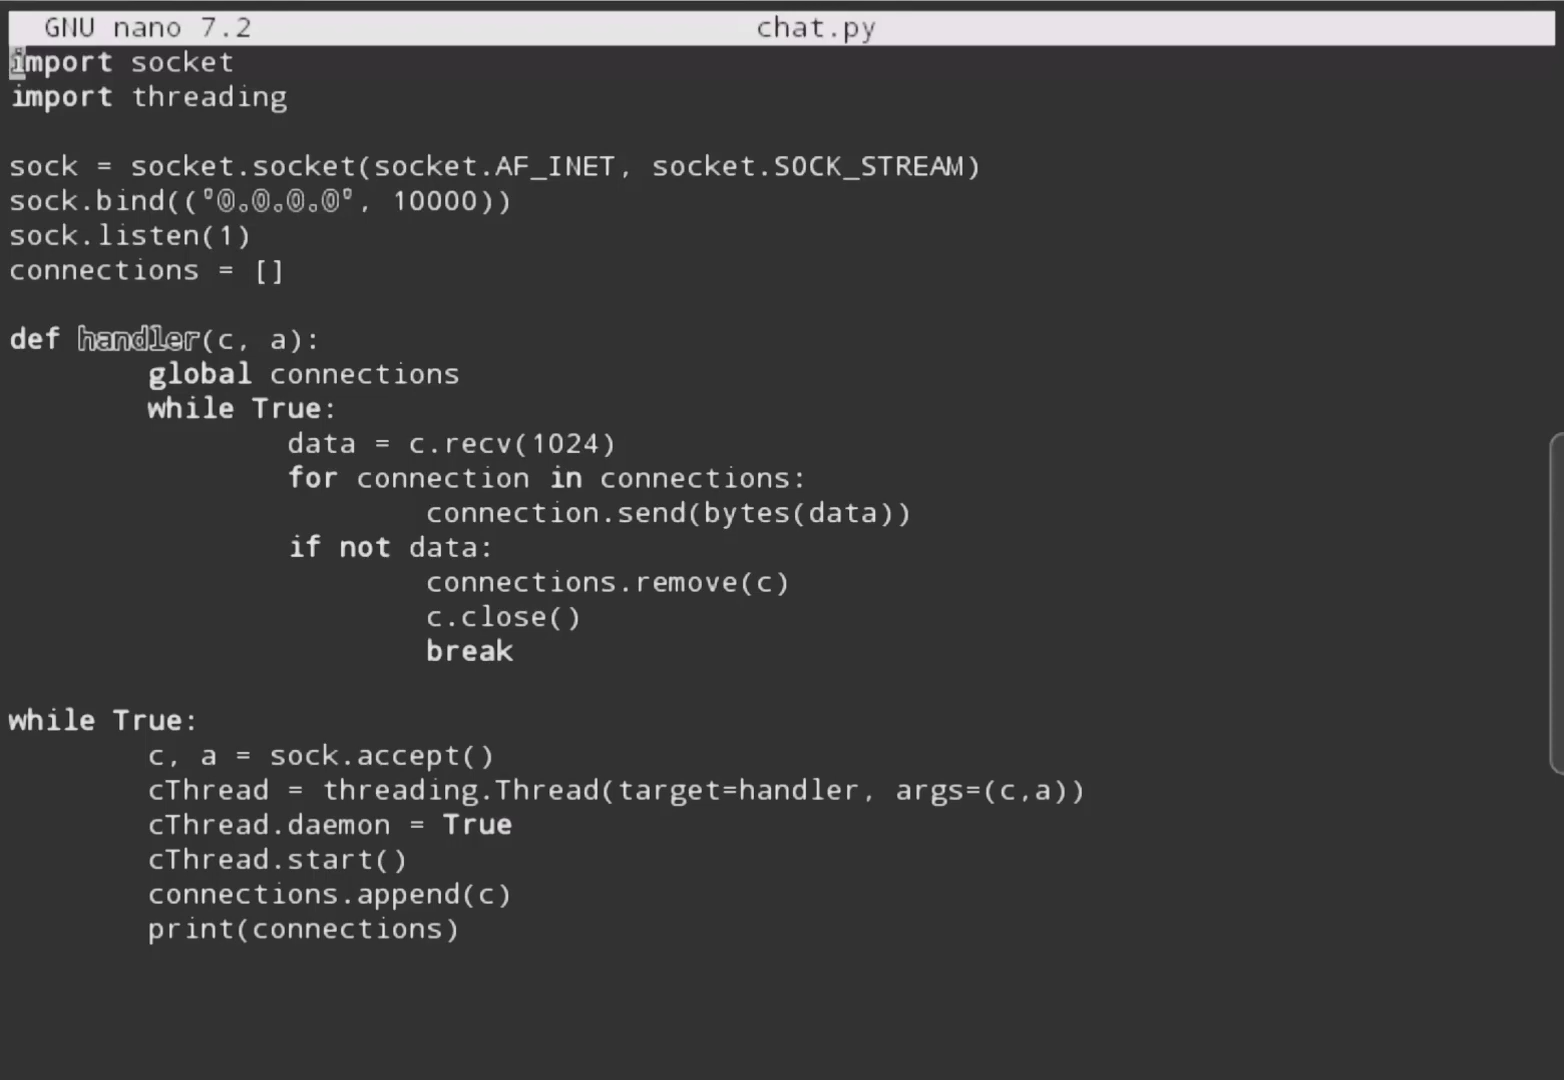 GNU nano 7.2 chat.py
import socket
import threading
sock = socket.socket(socket.AF_INET, socket.SOCK_STREAM)
sock.bind(("0.0.0.0", 10000))
sock.listen(1)
connections = []
def handler(c, a):
global connections
while True:
data = c.recv(1024)
for connection in connections:
connection.send(bytes(data))
if not data:
connections.remove(c)
c.close()
break
while True:
c, a = sock.accept()
cThread = threading.Thread(target=handler, args=(c,a))
cThread.daemon = True
cThread.start()
connections.append(c)
print(connections)